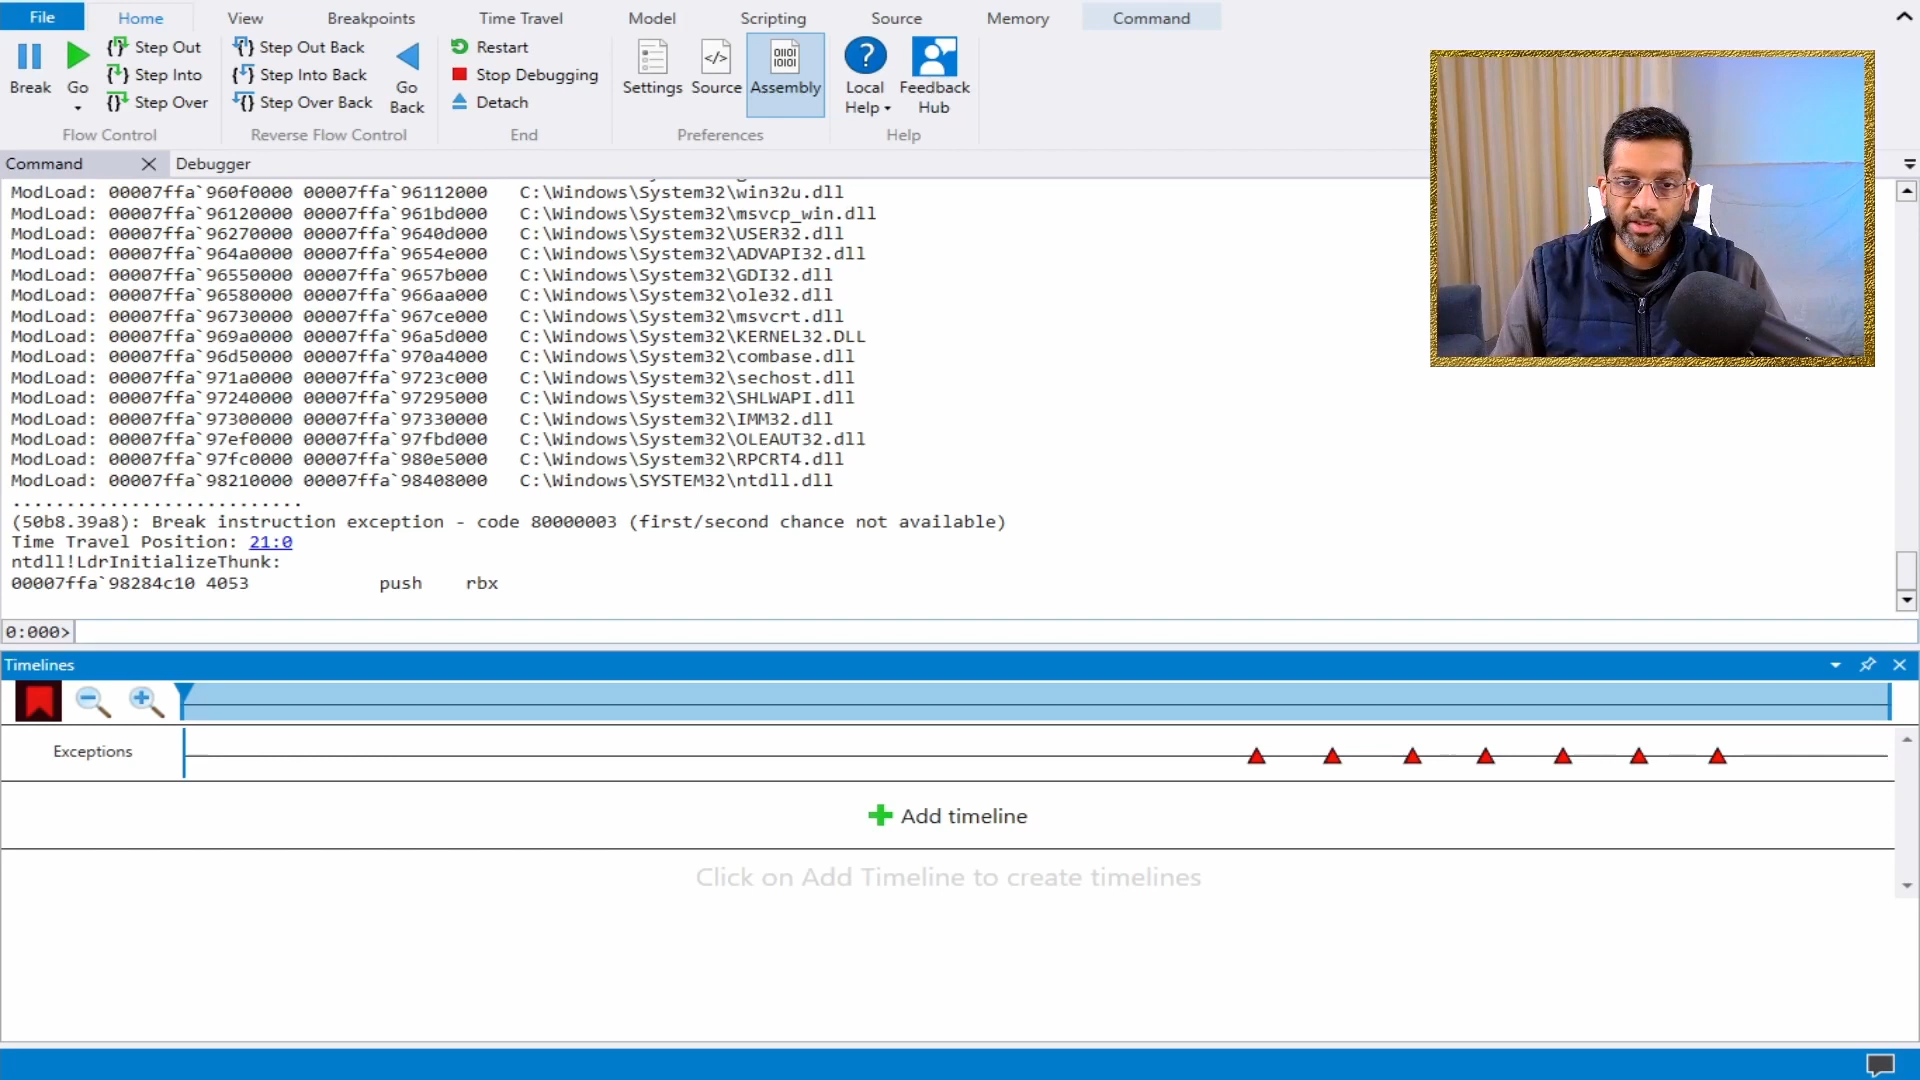 File Home View Breakpoints Time Travel Model Scripting Source Memory Command
Break
Go
Step Out
Step Into
Step Over
Flow Control
Step Out Back
Step Into Back
Step Over Back
Go Back
Reverse Flow Control
Restart
Stop Debugging
Detach
End
Settings
Source
Assembly
Preferences
Local Help
Feedback Hub
Help
Command Debugger
ModLoad: 00007ffa`960f0000 00007ffa`96112000   C:\Windows\System32\win32u.dll
ModLoad: 00007ffa`96120000 00007ffa`961bd000   C:\Windows\System32\msvcp_win.dll
ModLoad: 00007ffa`96270000 00007ffa`9640d000   C:\Windows\System32\USER32.dll
ModLoad: 00007ffa`964a0000 00007ffa`9654e000   C:\Windows\System32\ADVAPI32.dll
ModLoad: 00007ffa`96550000 00007ffa`9657b000   C:\Windows\System32\GDI32.dll
ModLoad: 00007ffa`96580000 00007ffa`966aa000   C:\Windows\System32\ole32.dll
ModLoad: 00007ffa`96730000 00007ffa`967ce000   C:\Windows\System32\msvcrt.dll
ModLoad: 00007ffa`969a0000 00007ffa`96a5d000   C:\Windows\System32\KERNEL32.DLL
ModLoad: 00007ffa`96d50000 00007ffa`970a4000   C:\Windows\System32\combase.dll
ModLoad: 00007ffa`971a0000 00007ffa`9723c000   C:\Windows\System32\sechost.dll
ModLoad: 00007ffa`97240000 00007ffa`97295000   C:\Windows\System32\SHLWAPI.dll
ModLoad: 00007ffa`97300000 00007ffa`97330000   C:\Windows\System32\IMM32.dll
ModLoad: 00007ffa`97ef0000 00007ffa`97fbd000   C:\Windows\System32\OLEAUT32.dll
ModLoad: 00007ffa`97fc0000 00007ffa`980e5000   C:\Windows\System32\RPCRT4.dll
ModLoad: 00007ffa`98210000 00007ffa`98408000   C:\Windows\SYSTEM32\ntdll.dll
...........................
(50b8.39a8): Break instruction exception - code 80000003 (first/second chance not available)
Time Travel Position: 21:0
ntdll!LdrInitializeThunk:
00007ffa`98284c10 4053            push    rbx
0:000>
Timelines
Exceptions
Add timeline
Click on Add Timeline to create timelines